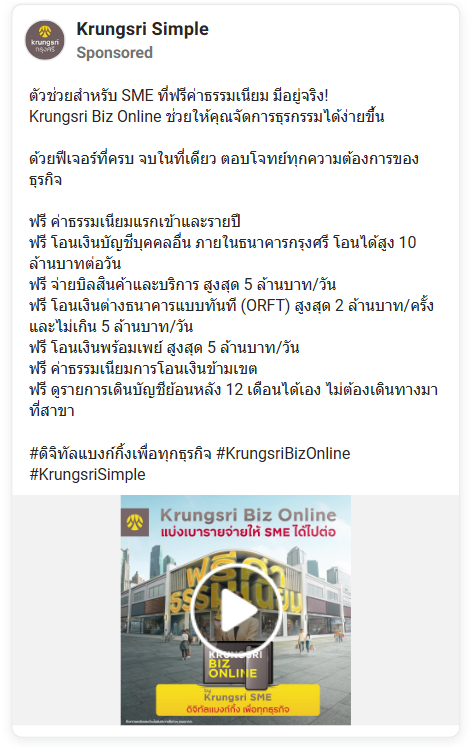 krungsri
กรุงศรี
Krungsri Simple
Sponsored
ตัวช่วยสำหรับ SME ที่ฟรีค่าธรรมเนียม มีอยู่จริง!
Krungsri Biz Online ช่วยให้คุณจัดการธุรกรรมได้ง่ายขึ้น
ด้วยฟีเจอร์ที่ครบ จบในที่เดียว ตอบโจทย์ทุกความต้องการของ
ธุรกิจ
ฟรี ค่าธรรมเนียมแรกเข้าและรายปี
ฟรี โอนเงินบัญชีบุคคลอื่น ภายในธนาคารกรุงศรี โอนได้สูง 10
ล้านบาทต่อวัน
ฟรี จ่ายบิลสินค้าและบริการ สูงสุด 5 ล้านบาท/วัน
ฟรี โอนเงินต่างธนาคารแบบทันที (ORFT) สูงสุด 2 ล้านบาท/ครั้ง
และไม่เกิน 5 ล้านบาท/วัน
ฟรี โอนเงินพร้อมเพย์ สูงสุด 5 ล้านบาท/วัน
ฟรี ค่าธรรมเนียมการโอนเงินข้ามเขต
ฟรี ดูรายการเดินบัญชีย้อนหลัง 12 เดือนได้เอง ไม่ต้องเดินทางมา
ที่สาขา
#ดิจิทัลแบงก์กิ้งเพื่อทุกธุรกิจ #KrungsriBizOnline
#KrungsriSimple
Krungsri Biz Online
แบ่งเบารายจ่ายให้ SME ได้ไปต่อ
ฟรีค่า
ธรรมเนียม
KRUNGSRI
BIZ
ONLINE
by
Krungsri SME
ดิจิทัลแบงก์กิ้ง เพื่อทุกธุรกิจ